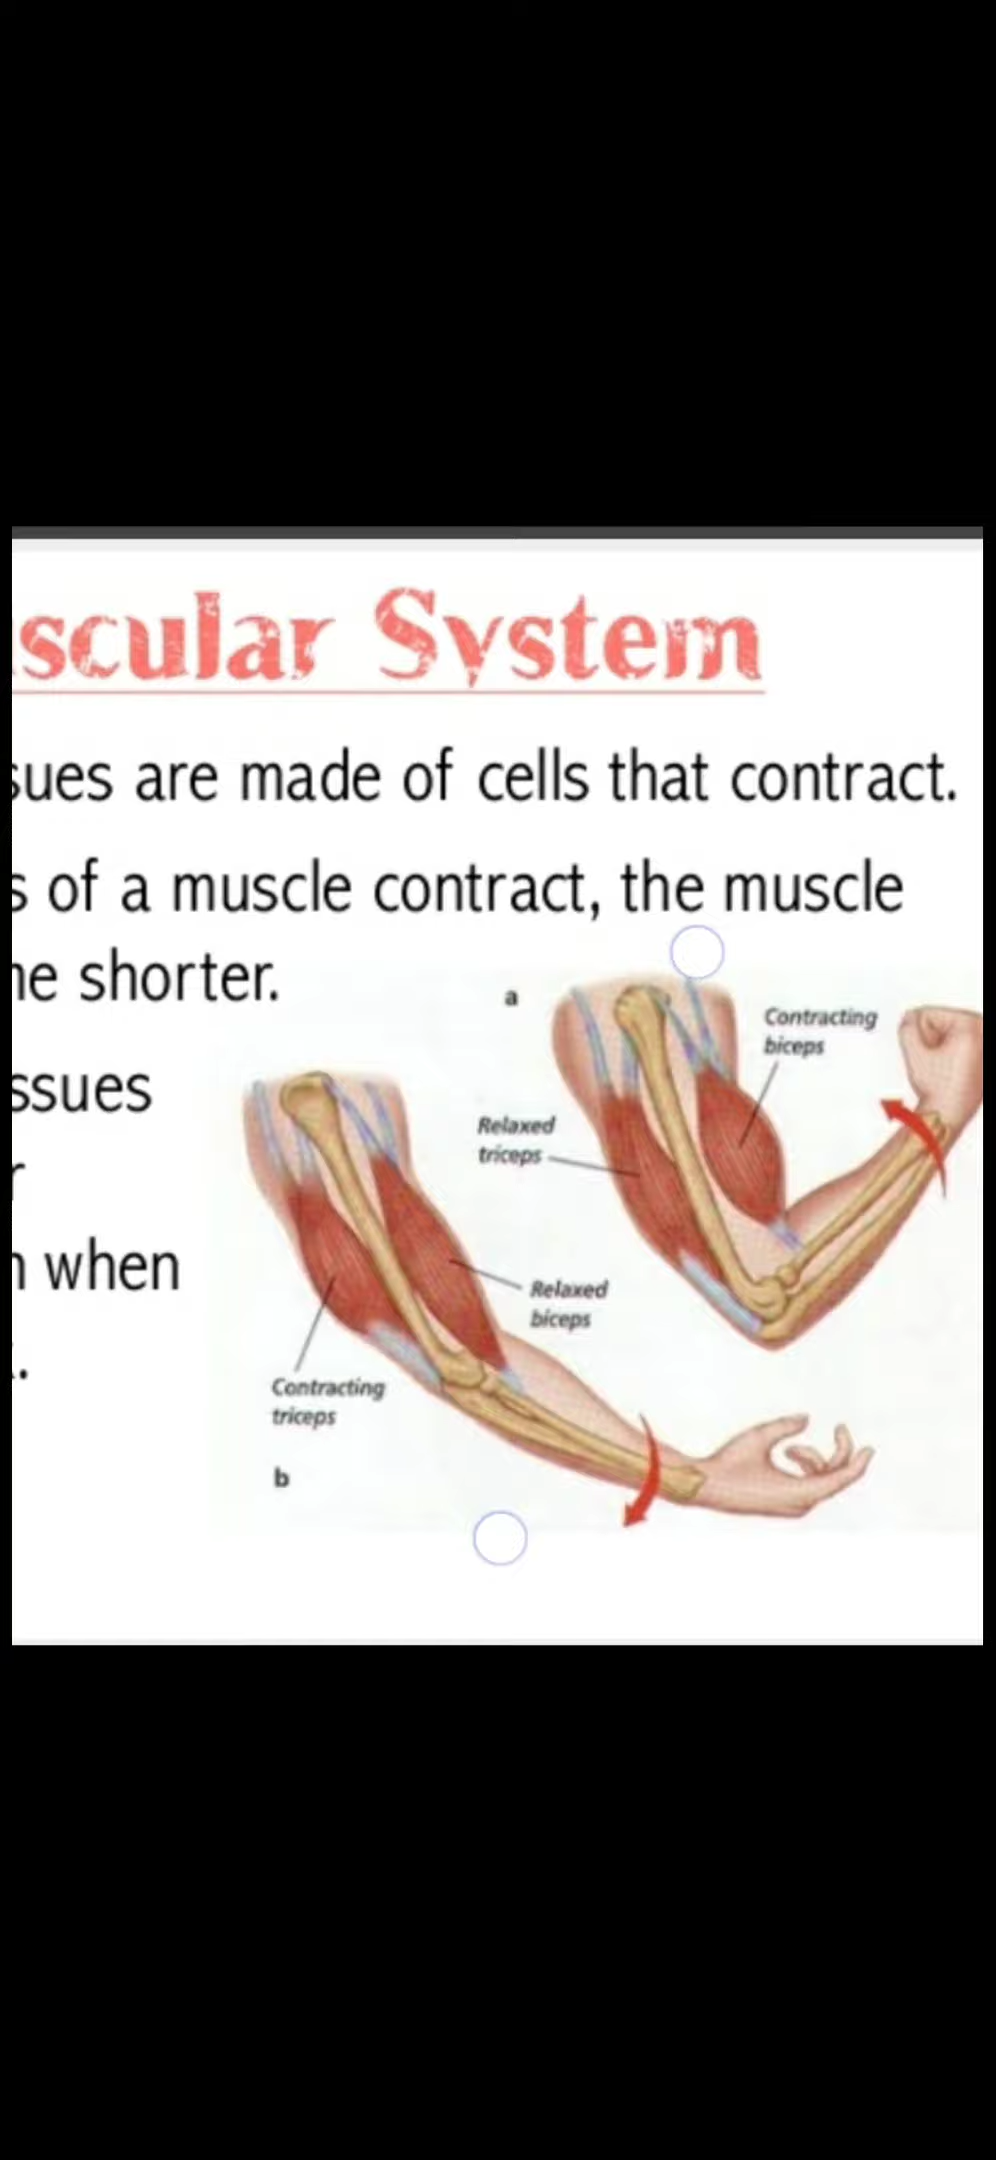 scular System
sues are made of cells that contract.
s of a muscle contract, the muscle
ne shorter.
ssues
r
n when
.
a
Contracting
biceps
Relaxed
triceps
Relaxed
biceps
Contracting
triceps
b